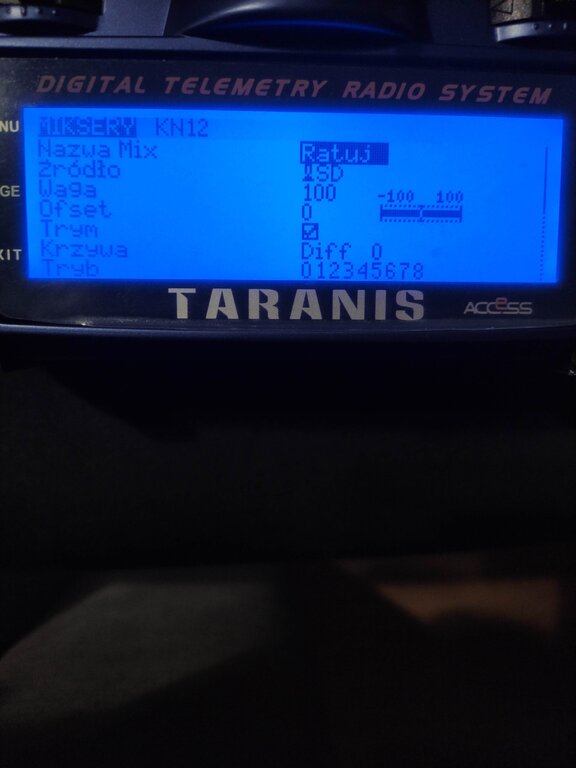 DIGITAL TELEMETRY RADIO SYSTEM
NU
MIKSERY KN12
Nazwa Mix Ratuj
Źródło SD
GE
Waga 100 -100 100
Ofset 0
Trym
XIT
Krzywa Diff 0
Tryb 012345678
TARANIS
ACCESS